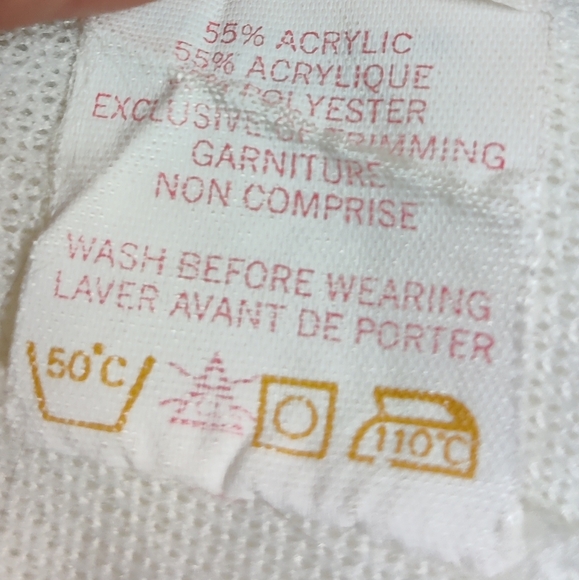 55% ACRYLIC
55% ACRYLIQUE
POLYESTER
EXCLUSIVE OF TRIMMING
GARNITURE
NON COMPRISE
WASH BEFORE WEARING
LAVER AVANT DE PORTER
50°C
110°C